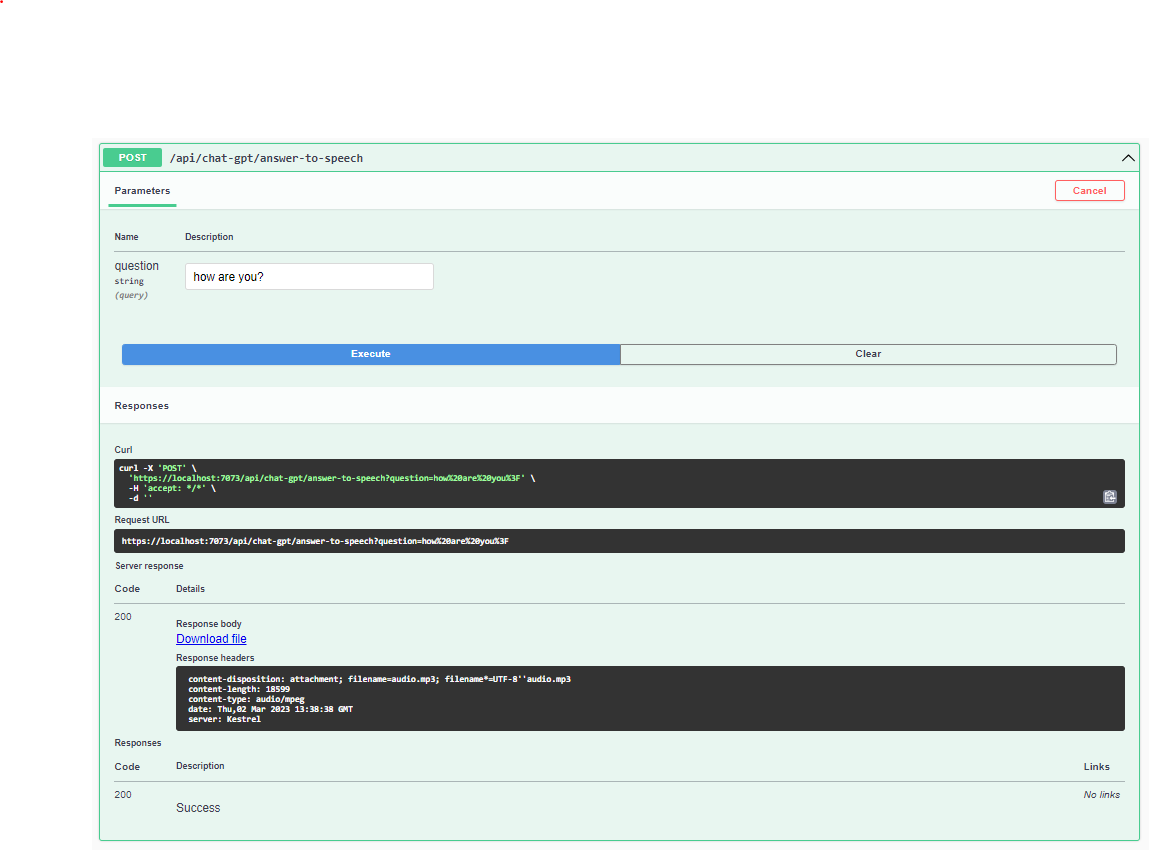 POST /api/chat-gpt/answer-to-speech
Parameters
Cancel
Name Description
question
string
(query)
how are you?
Execute Clear
Responses
Curl
curl -X 'POST' \
'https://localhost:7073/api/chat-gpt/answer-to-speech?question=how%20are%20you%3F' \
-H 'accept: */*' \
-d ''
Request URL
https://localhost:7073/api/chat-gpt/answer-to-speech?question=how%20are%20you%3F
Server response
Code Details
200
Response body
Download file
Response headers
content-disposition: attachment; filename=audio.mp3; filename*=UTF-8''audio.mp3
content-length: 18599
content-type: audio/mpeg
date: Thu,02 Mar 2023 13:38:38 GMT
server: Kestrel
Responses
Code Description Links
200 No links
Success